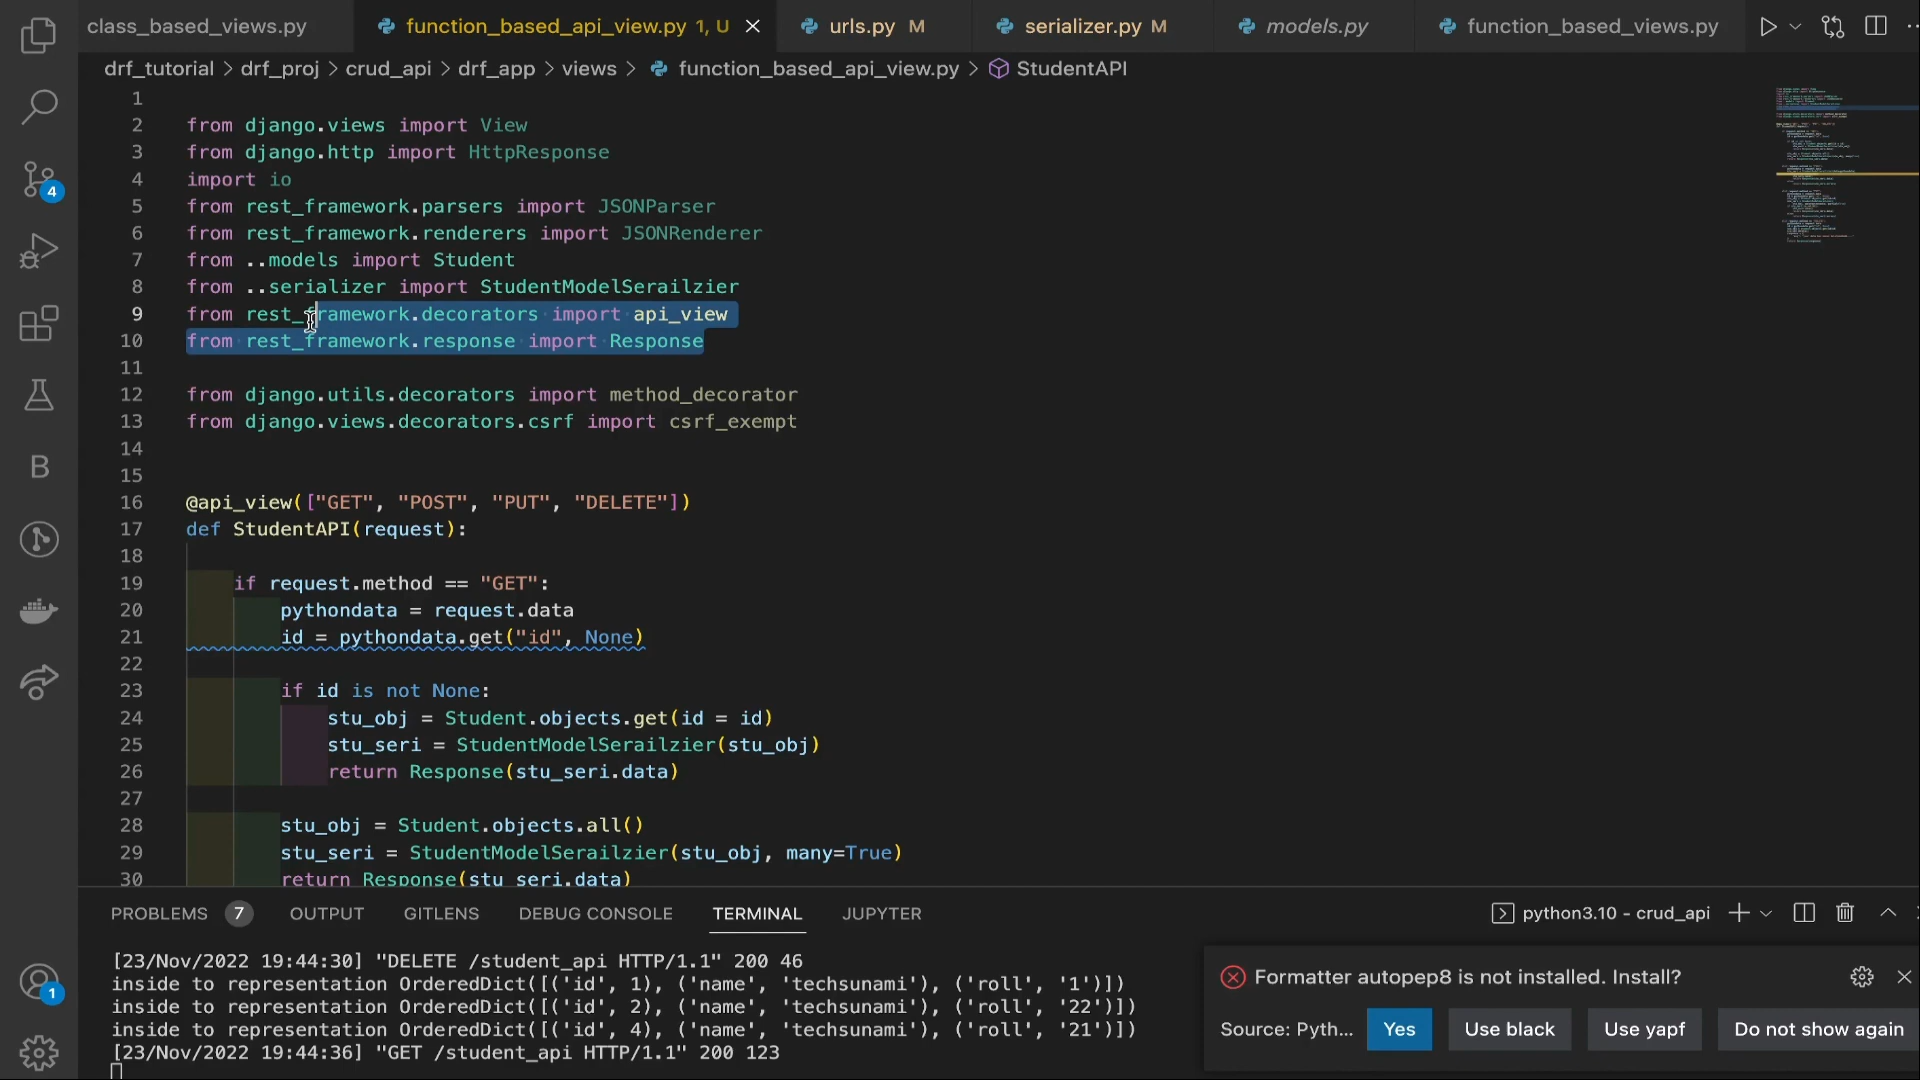 class_based_views.py function_based_api_view.py 1, U urls.py M serializer.py M models.py function_based_views.py
drf_tutorial > drf_proj > crud_api > drf_app > views > function_based_api_view.py > StudentAPI
1
2 from django.views import View
3 from django.http import HttpResponse
4 import io
5 from rest_framework.parsers import JSONParser
6 from rest_framework.renderers import JSONRenderer
7 from ..models import Student
8 from ..serializer import StudentModelSerailzier
9 from rest_framework.decorators import api_view
10 from rest_framework.response import Response
11
12 from django.utils.decorators import method_decorator
13 from django.views.decorators.csrf import csrf_exempt
14
15
16 @api_view(["GET", "POST", "PUT", "DELETE"])
17 def StudentAPI(request):
18
19 if request.method == "GET":
20 pythondata = request.data
21 id = pythondata.get("id", None)
22
23 if id is not None:
24 stu_obj = Student.objects.get(id = id)
25 stu_seri = StudentModelSerailzier(stu_obj)
26 return Response(stu_seri.data)
27
28 stu_obj = Student.objects.all()
29 stu_seri = StudentModelSerailzier(stu_obj, many=True)
30 return Response(stu_seri.data)
4
B
1
PROBLEMS 7 OUTPUT GITLENS DEBUG CONSOLE TERMINAL JUPYTER python3.10 - crud_api
[23/Nov/2022 19:44:30] "DELETE /student_api HTTP/1.1" 200 46
inside to representation OrderedDict([('id', 1), ('name', 'techsunami'), ('roll', '1')])
inside to representation OrderedDict([('id', 2), ('name', 'techsunami'), ('roll', '22')])
inside to representation OrderedDict([('id', 4), ('name', 'techsunami'), ('roll', '21')])
[23/Nov/2022 19:44:36] "GET /student_api HTTP/1.1" 200 123
Formatter autopep8 is not installed. Install?
Source: Pyth... Yes Use black Use yapf Do not show again